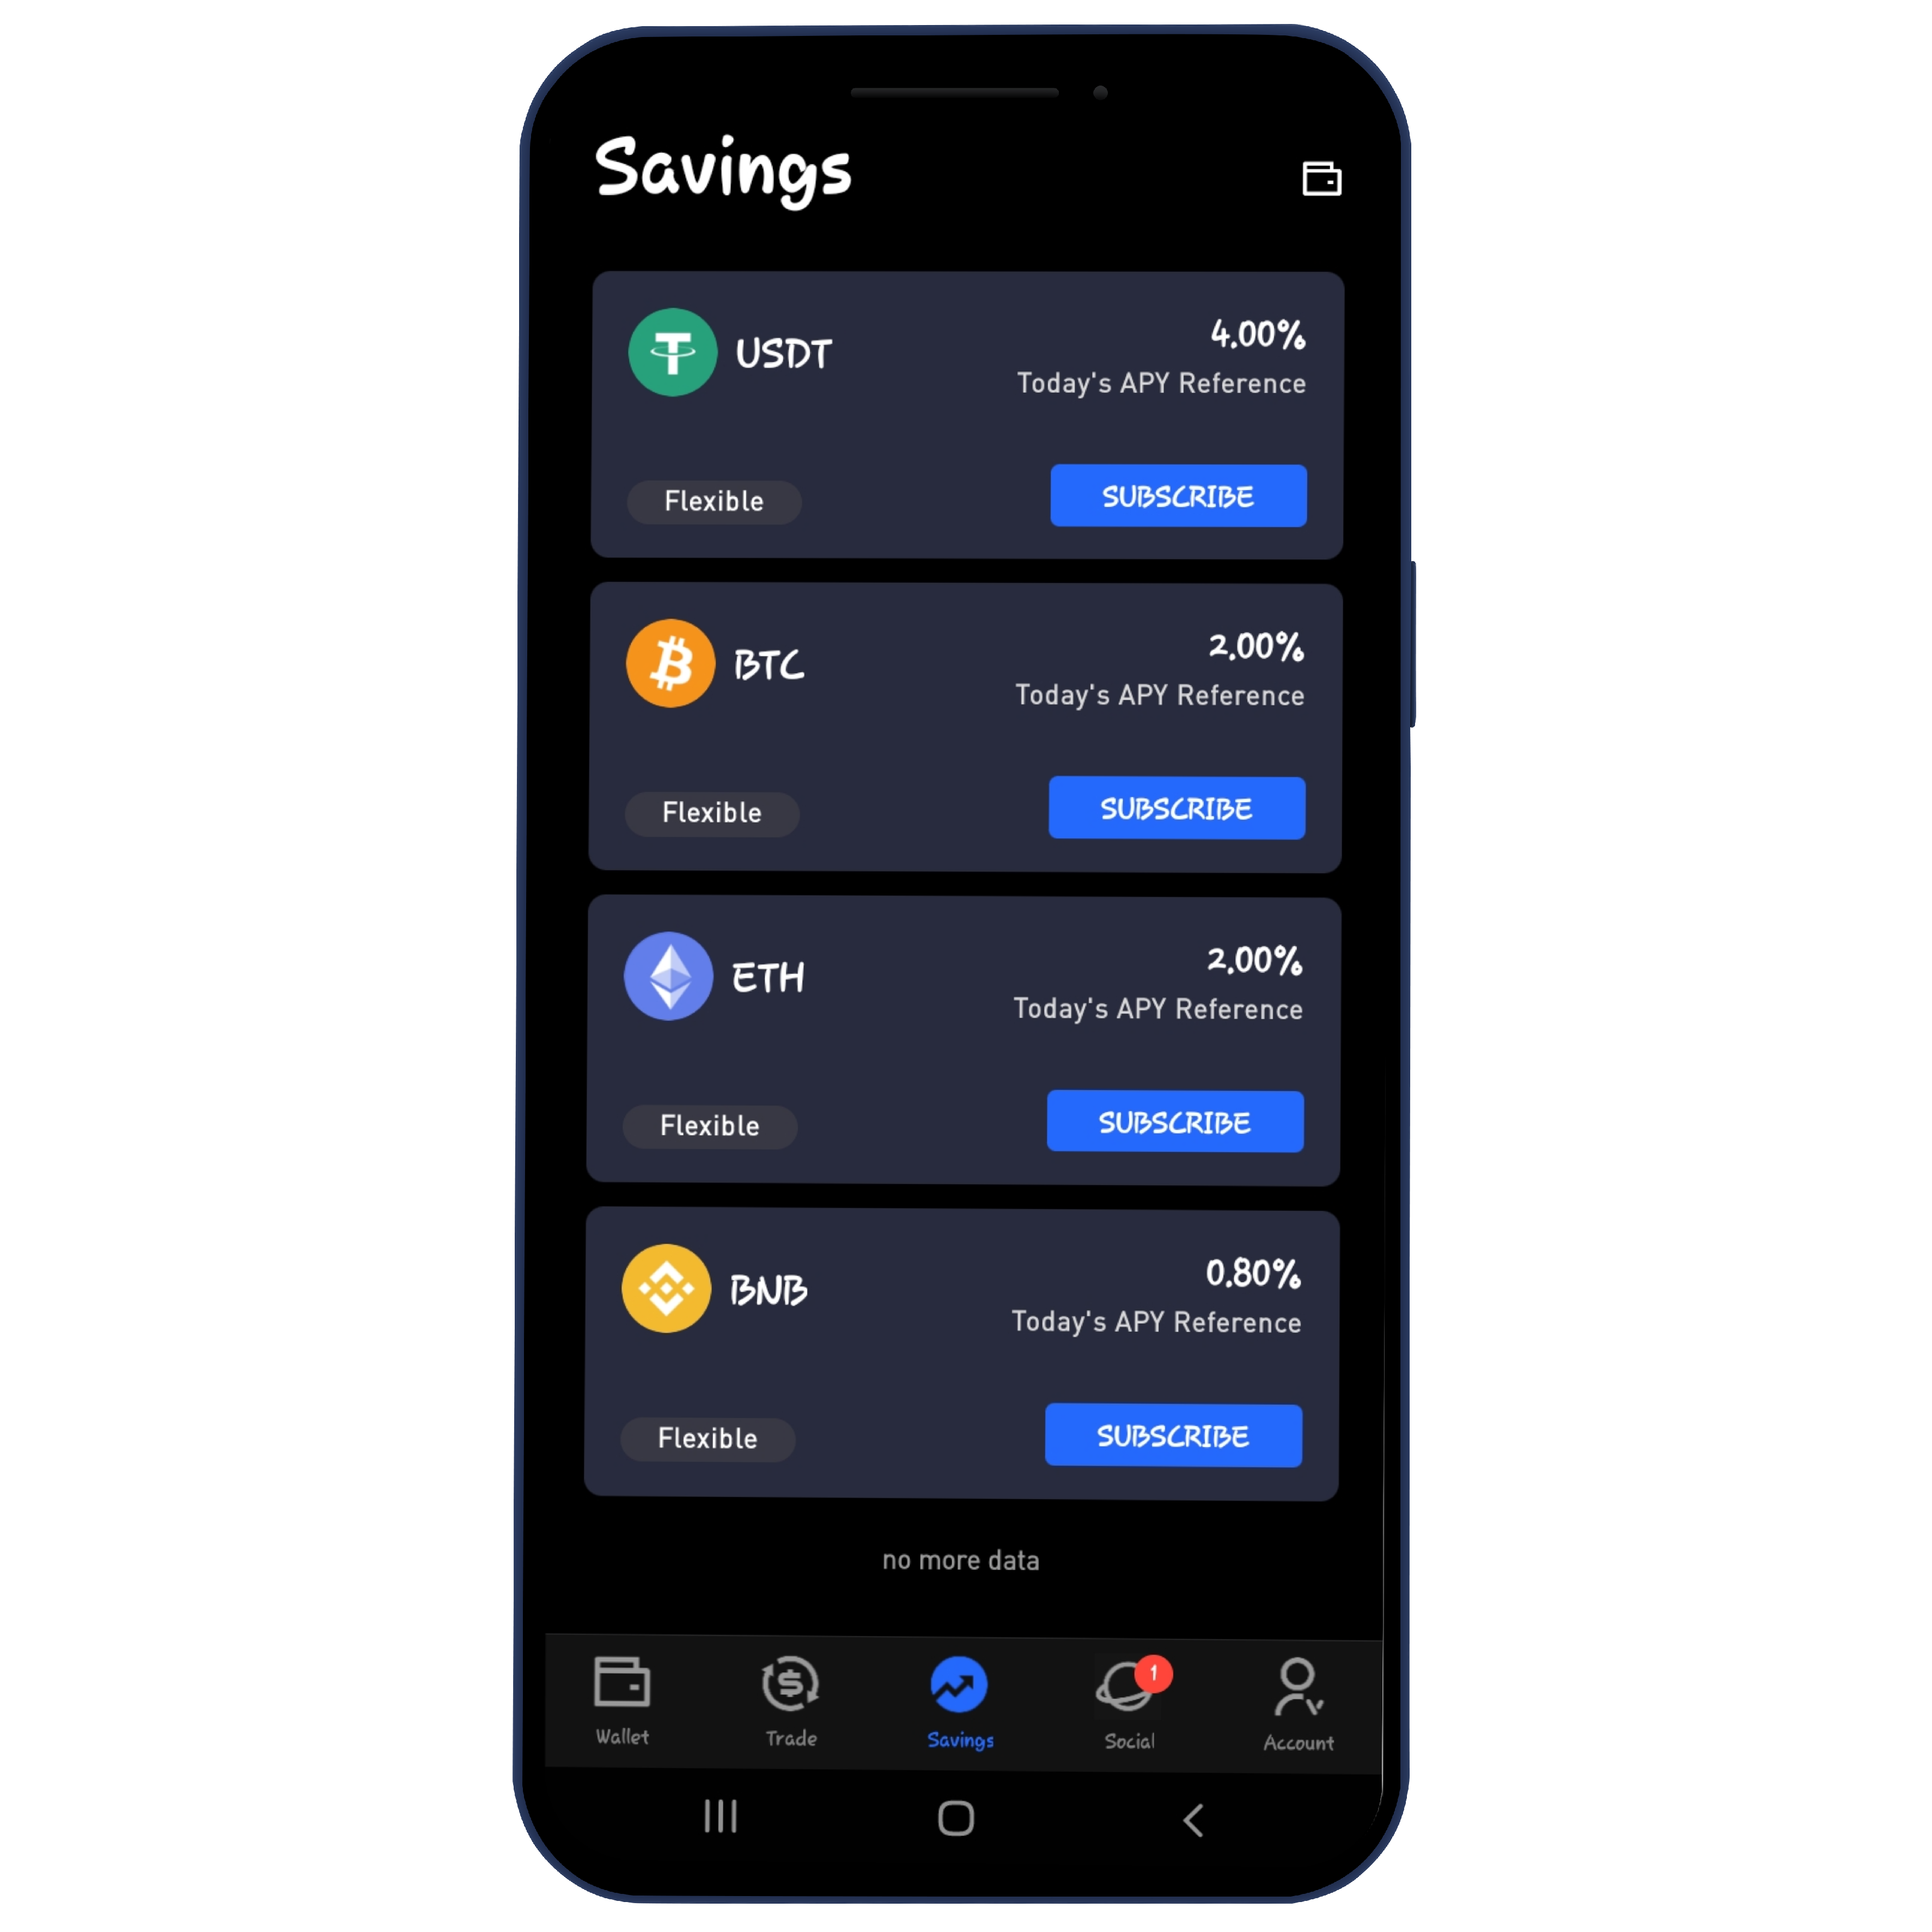 Savings
USDT
4.00%
Today's APY Reference
Flexible
SUBSCRIBE
BTC
2.00%
Today's APY Reference
Flexible
SUBSCRIBE
ETH
2.00%
Today's APY Reference
Flexible
SUBSCRIBE
BNB
0.80%
Today's APY Reference
Flexible
SUBSCRIBE
no more data
1
Wallet Trade Savings Social Account